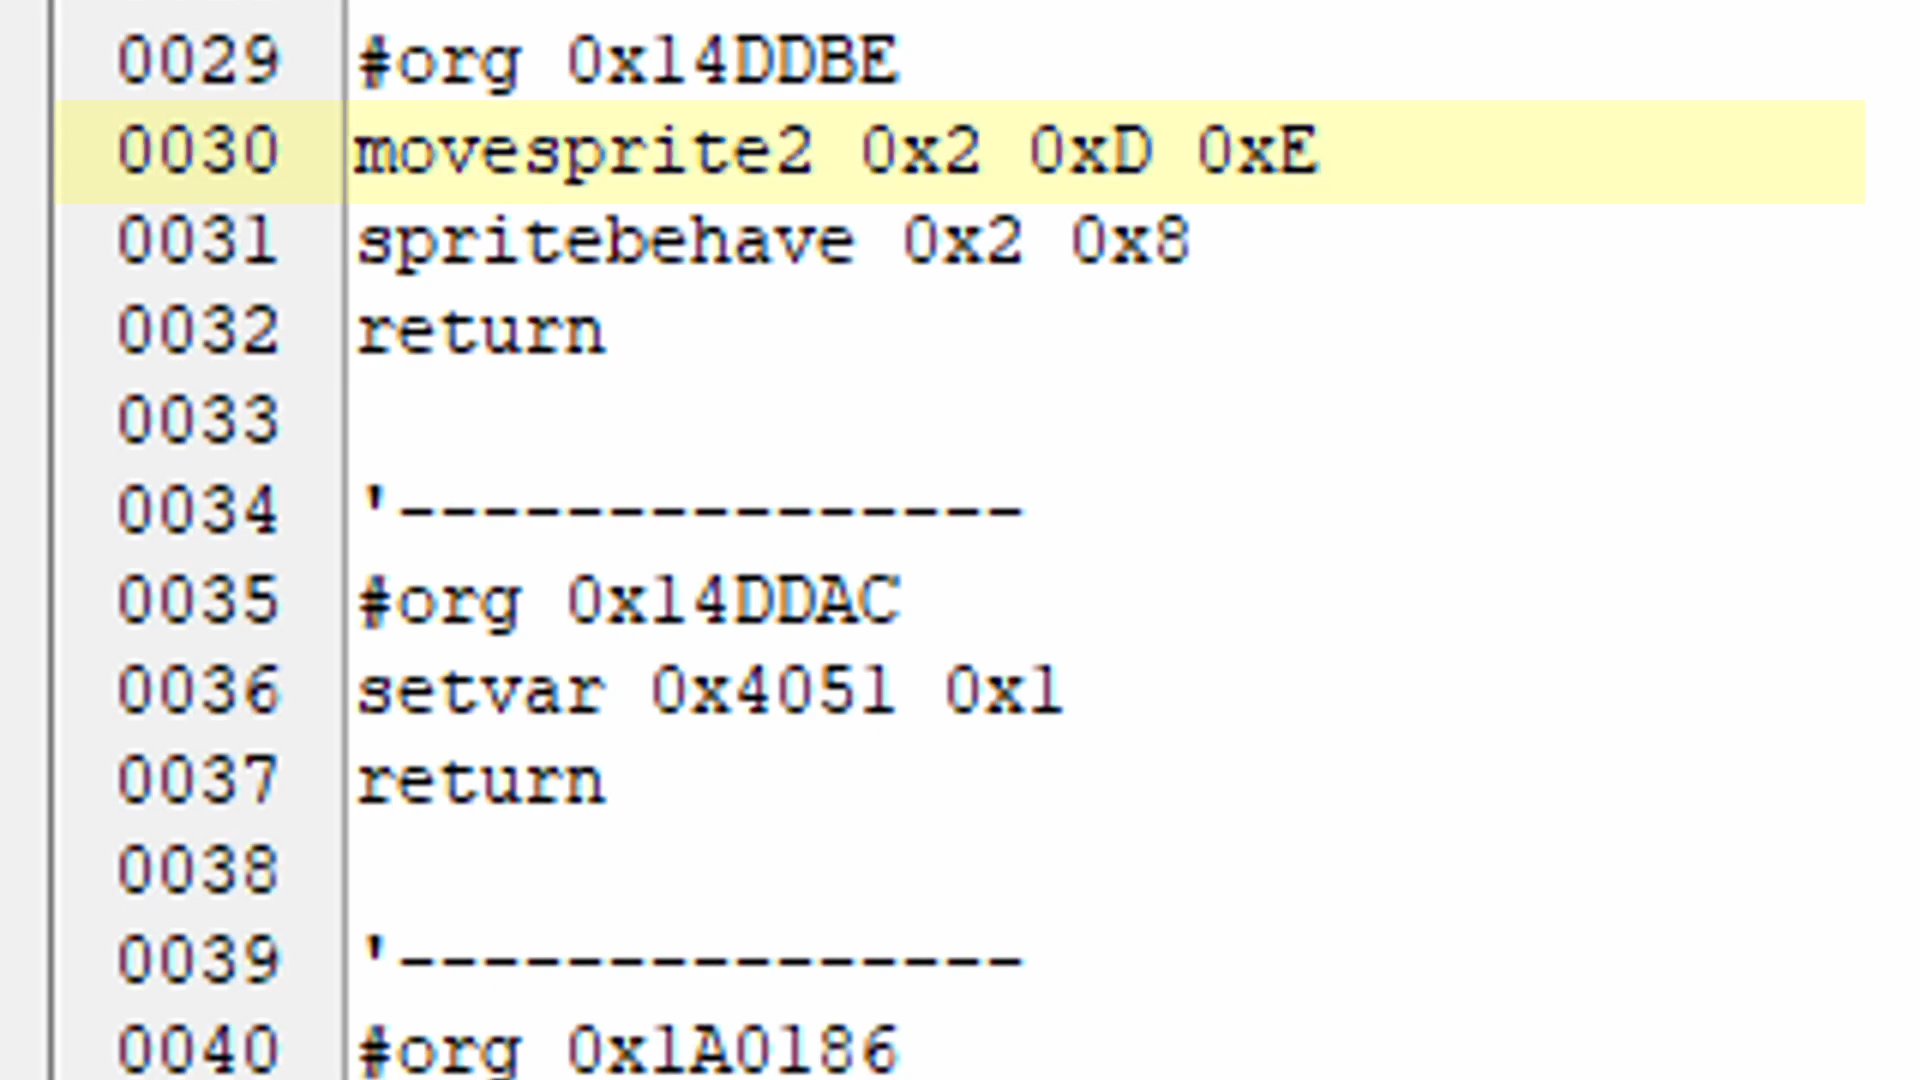 0029 #org 0x14DDBE
0030 movesprite2 0x2 0xD 0xE
0031 spritebehave 0x2 0x8
0032 return
0033
0034 '---------------
0035 #org 0x14DDAC
0036 setvar 0x4051 0x1
0037 return
0038
0039 '---------------
0040 #org 0x1A0186